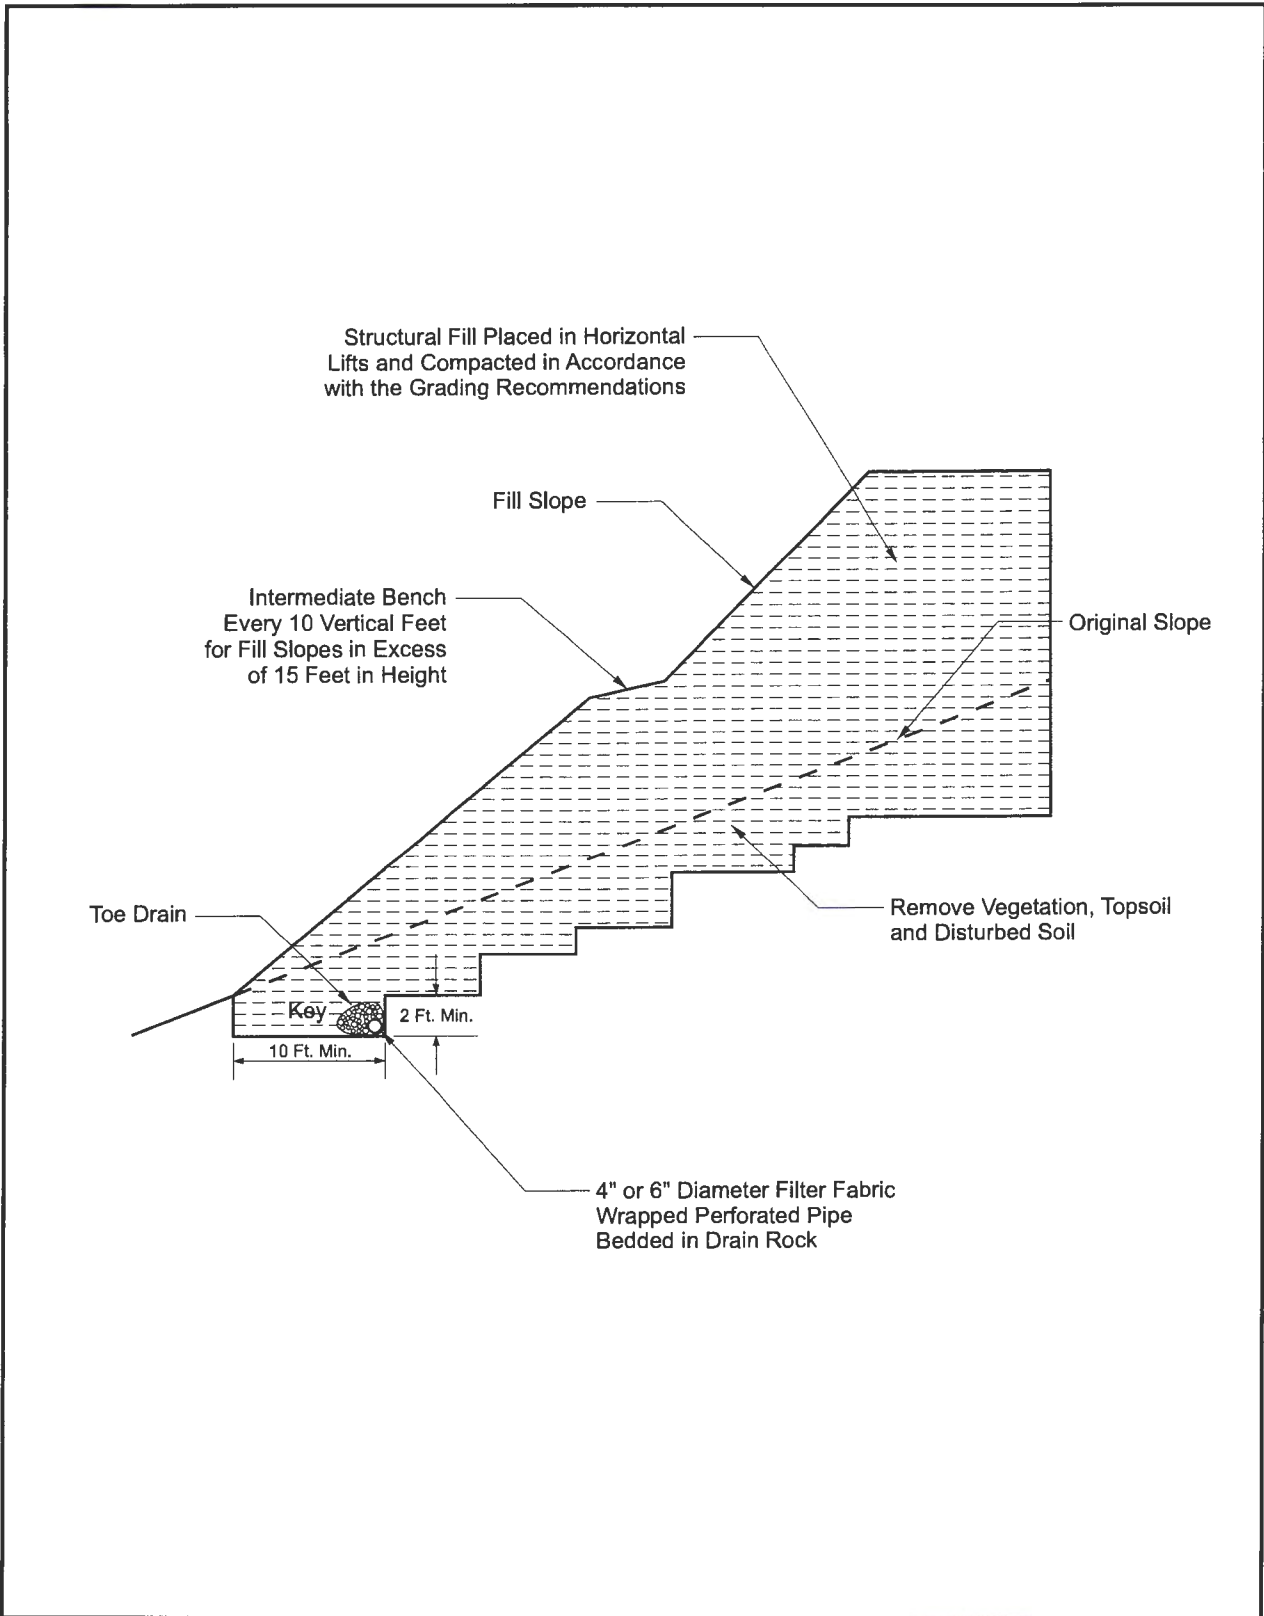 Structural Fill Placed in Horizontal
Lifts and Compacted in Accordance
with the Grading Recommendations
Fill Slope
Intermediate Bench
Every 10 Vertical Feet
for Fill Slopes in Excess
of 15 Feet in Height
Original Slope
Remove Vegetation, Topsoil
and Disturbed Soil
Toe Drain
Key
2 Ft. Min.
10 Ft. Min.
4" or 6" Diameter Filter Fabric
Wrapped Perforated Pipe
Bedded in Drain Rock